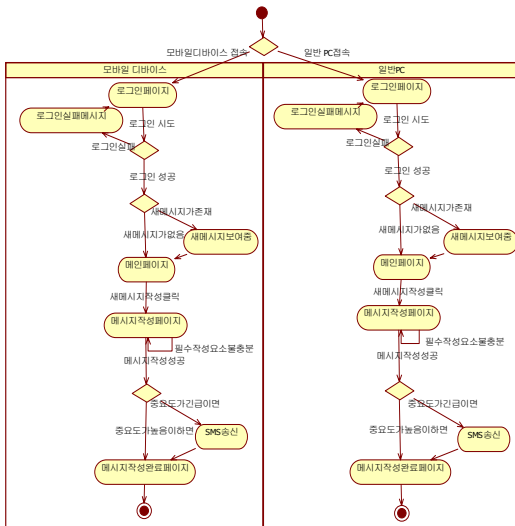 모바일디바이스 접속
일반 PC접속
모바일 디바이스
일반PC
로그인페이지
로그인실패메시지
로그인 시도
로그인실패
로그인 성공
새메시지가존재
새메시지가없음
새메시지보여줌
메인페이지
새메시지작성클릭
메시지작성페이지
필수작성요소불충분
메시지작성성공
중요도가긴급이면
중요도가높음이하면
SMS송신
메시지작성완료페이지
로그인페이지
로그인실패메시지
로그인 시도
로그인실패
로그인 성공
새메시지가존재
새메시지가없음
새메시지보여줌
메인페이지
새메시지작성클릭
메시지작성페이지
필수작성요소불충분
메시지작성성공
중요도가긴급이면
중요도가높음이하면
SMS송신
메시지작성완료페이지